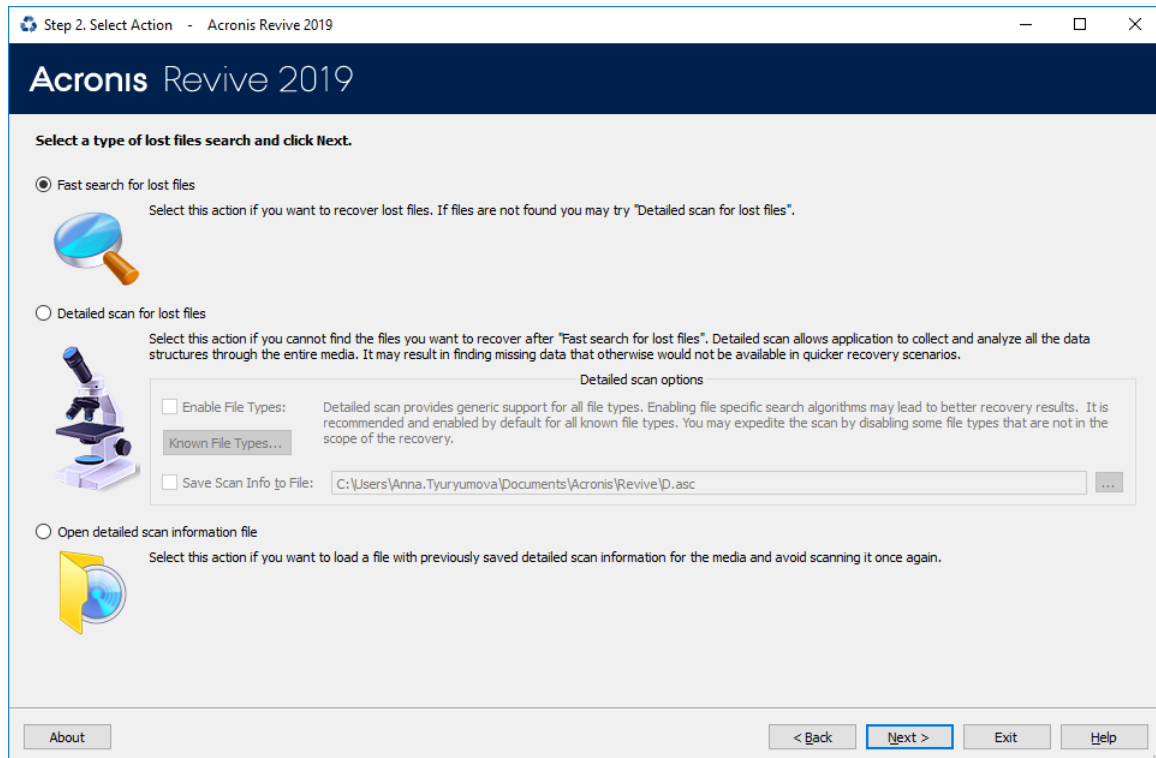 Step 2. Select Action - Acronis Revive 2019
Acronis Revive 2019
Select a type of lost files search and click Next.
Fast search for lost files
Select this action if you want to recover lost files. If files are not found you may try "Detailed scan for lost files".
Detailed scan for lost files
Select this action if you cannot find the files you want to recover after "Fast search for lost files". Detailed scan allows application to collect and analyze all the data
structures through the entire media. It may result in finding missing data that otherwise would not be available in quicker recovery scenarios.
Detailed scan options
Enable File Types:
Detailed scan provides generic support for all file types. Enabling file specific search algorithms may lead to better recovery results. It is
recommended and enabled by default for all known file types. You may expedite the scan by disabling some file types that are not in the
scope of the recovery.
Known File Types...
Save Scan Info to File:
C:\Users\Anna.Tyuryumova\Documents\Acronis\Revive\D.asc
...
Open detailed scan information file
Select this action if you want to load a file with previously saved detailed scan information for the media and avoid scanning it once again.
About
< Back
Next >
Exit
Help